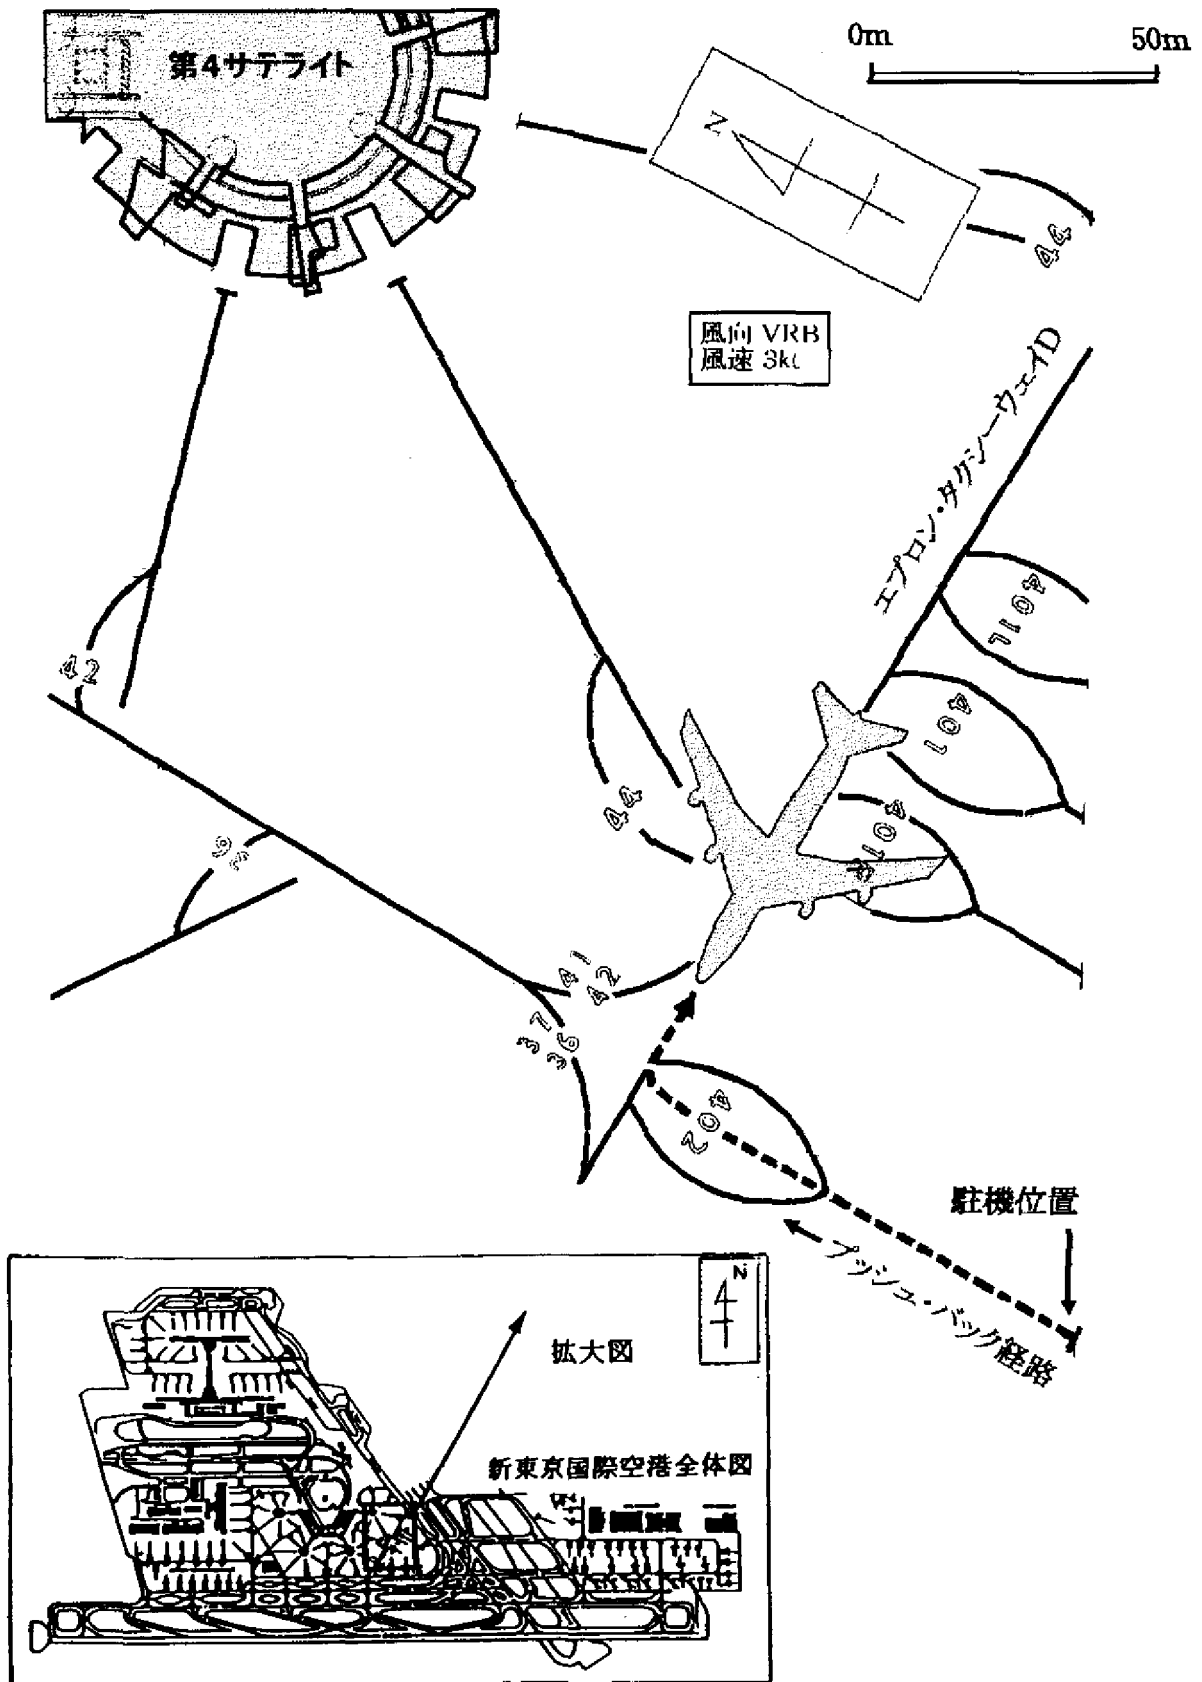 0m 50m
第4サテライト
N
44
風向 VRB
風速 3kt
エプロン・タクシーウェイD
401L
401
42
44
41
42
37
36
402
駐機位置
プッシュ・バック経路
N
拡大図
新東京国際空港全体図